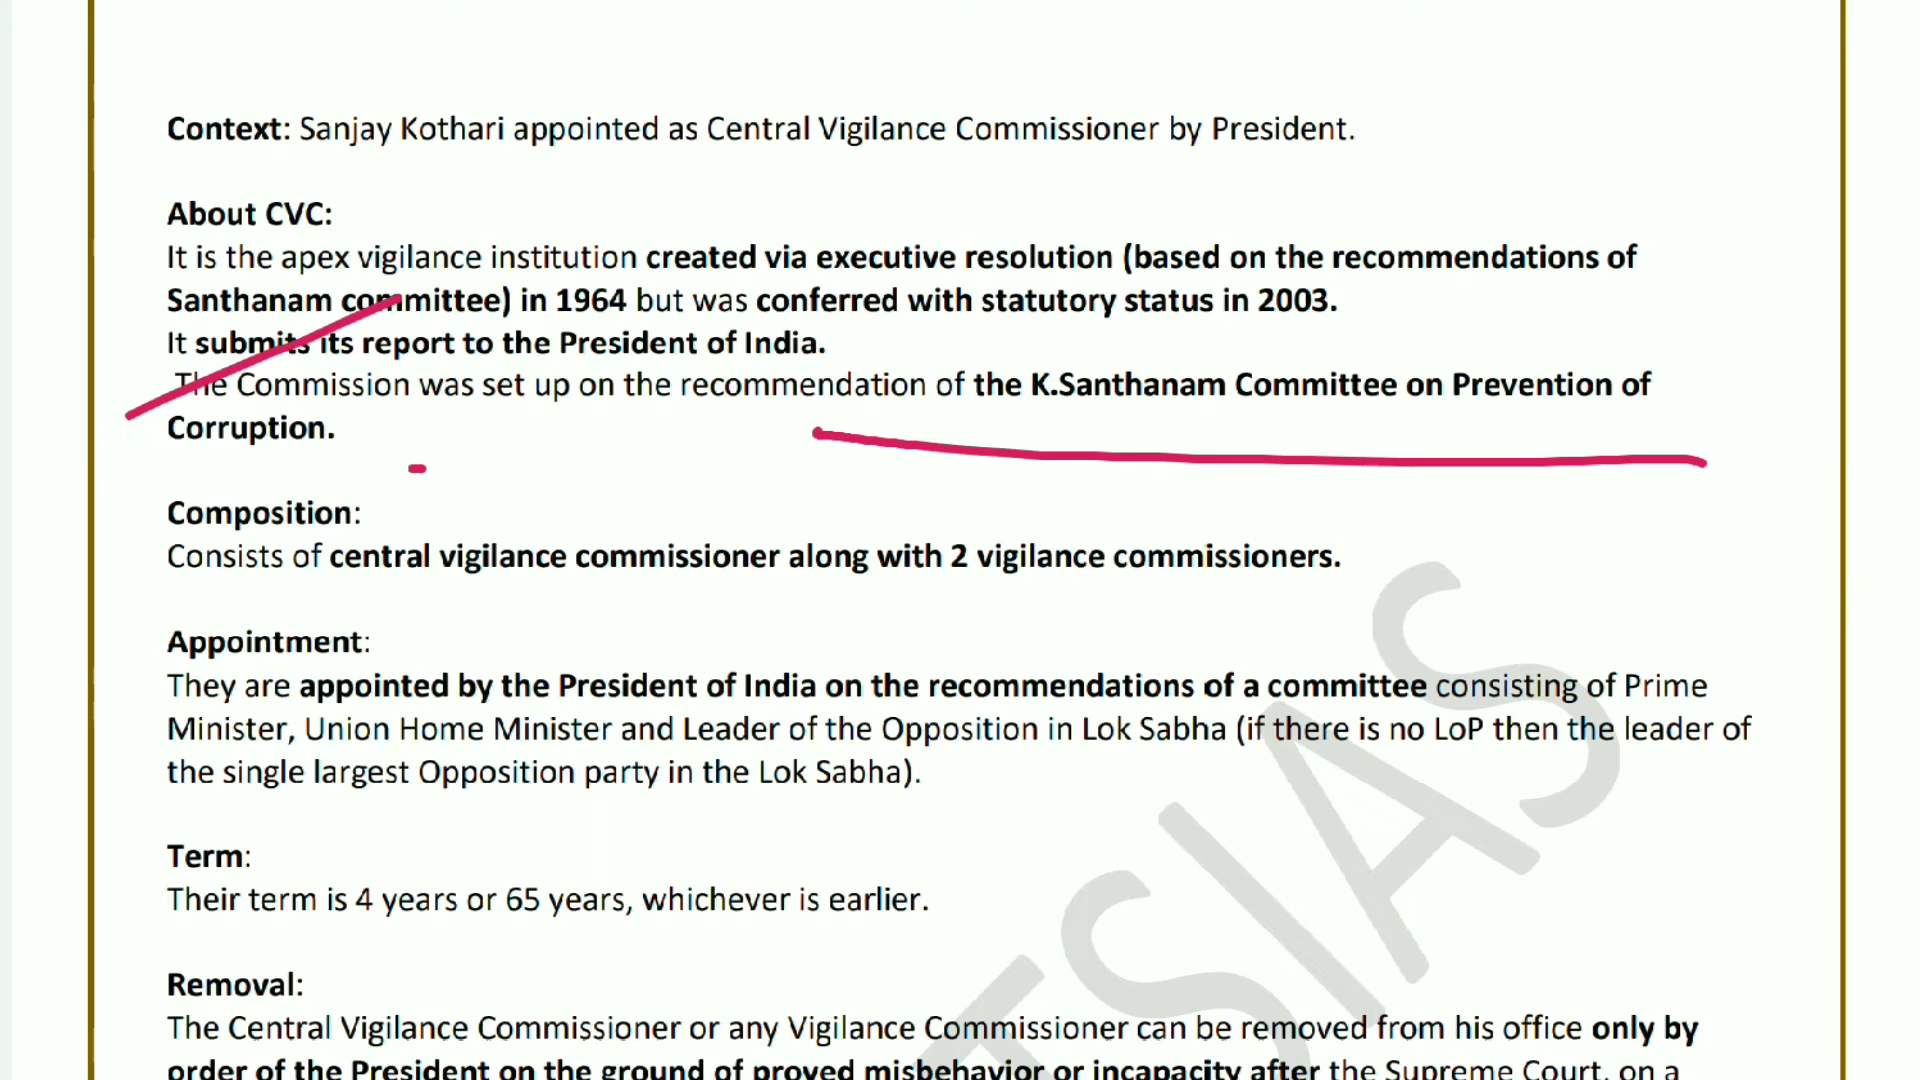 Context: Sanjay Kothari appointed as Central Vigilance Commissioner by President.
About CVC:
It is the apex vigilance institution created via executive resolution (based on the recommendations of
Santhanam committee) in 1964 but was conferred with statutory status in 2003.
It submits its report to the President of India.
The Commission was set up on the recommendation of the K.Santhanam Committee on Prevention of
Corruption.
Composition:
Consists of central vigilance commissioner along with 2 vigilance commissioners.
Appointment:
They are appointed by the President of India on the recommendations of a committee consisting of Prime
Minister, Union Home Minister and Leader of the Opposition in Lok Sabha (if there is no LoP then the leader of
the single largest Opposition party in the Lok Sabha).
Term:
Their term is 4 years or 65 years, whichever is earlier.
Removal:
The Central Vigilance Commissioner or any Vigilance Commissioner can be removed from his office only by
order of the President on the ground of proved misbehavior or incapacity after the Supreme Court, on a
TSIAS